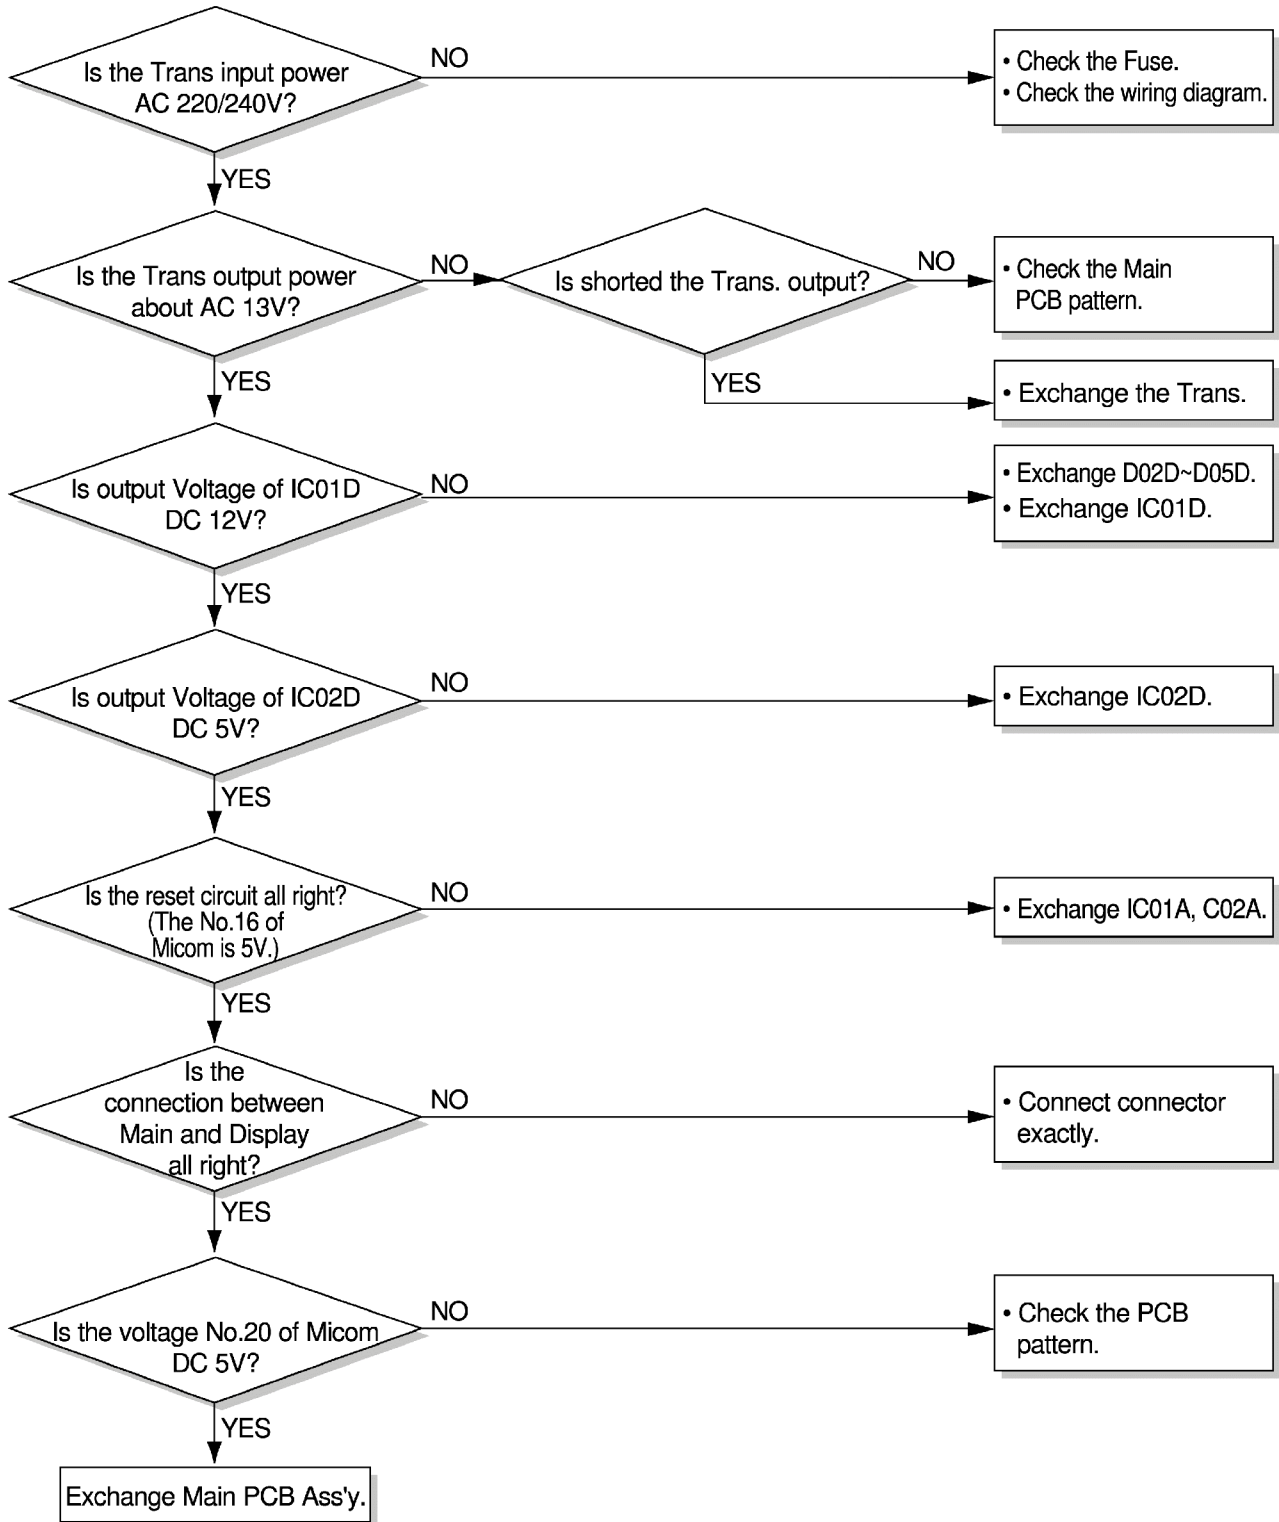 Is the Trans input power
AC 220/240V?
NO
• Check the Fuse.
• Check the wiring diagram.
YES
Is the Trans output power
about AC 13V?
NO
Is shorted the Trans. output?
NO
• Check the Main
PCB pattern.
YES
• Exchange the Trans.
YES
Is output Voltage of IC01D
DC 12V?
NO
• Exchange D02D~D05D.
• Exchange IC01D.
YES
Is output Voltage of IC02D
DC 5V?
NO
• Exchange IC02D.
YES
Is the reset circuit all right?
(The No.16 of
Micom is 5V.)
NO
• Exchange IC01A, C02A.
YES
Is the
connection between
Main and Display
all right?
NO
• Connect connector
exactly.
YES
Is the voltage No.20 of Micom
DC 5V?
NO
• Check the PCB
pattern.
YES
Exchange Main PCB Ass'y.